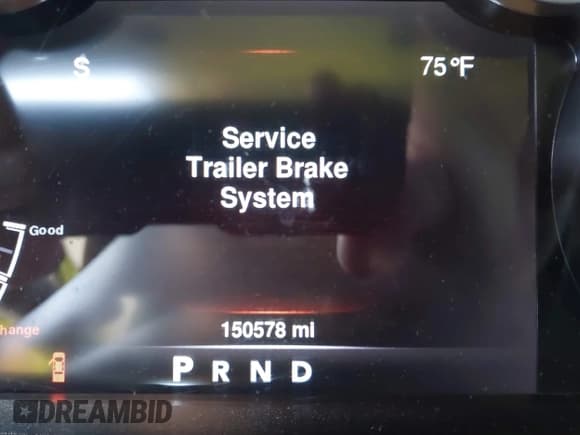 S
75°F
Service
Trailer Brake
System
Good
hange
150578 mi
P R N D
DREAMBID